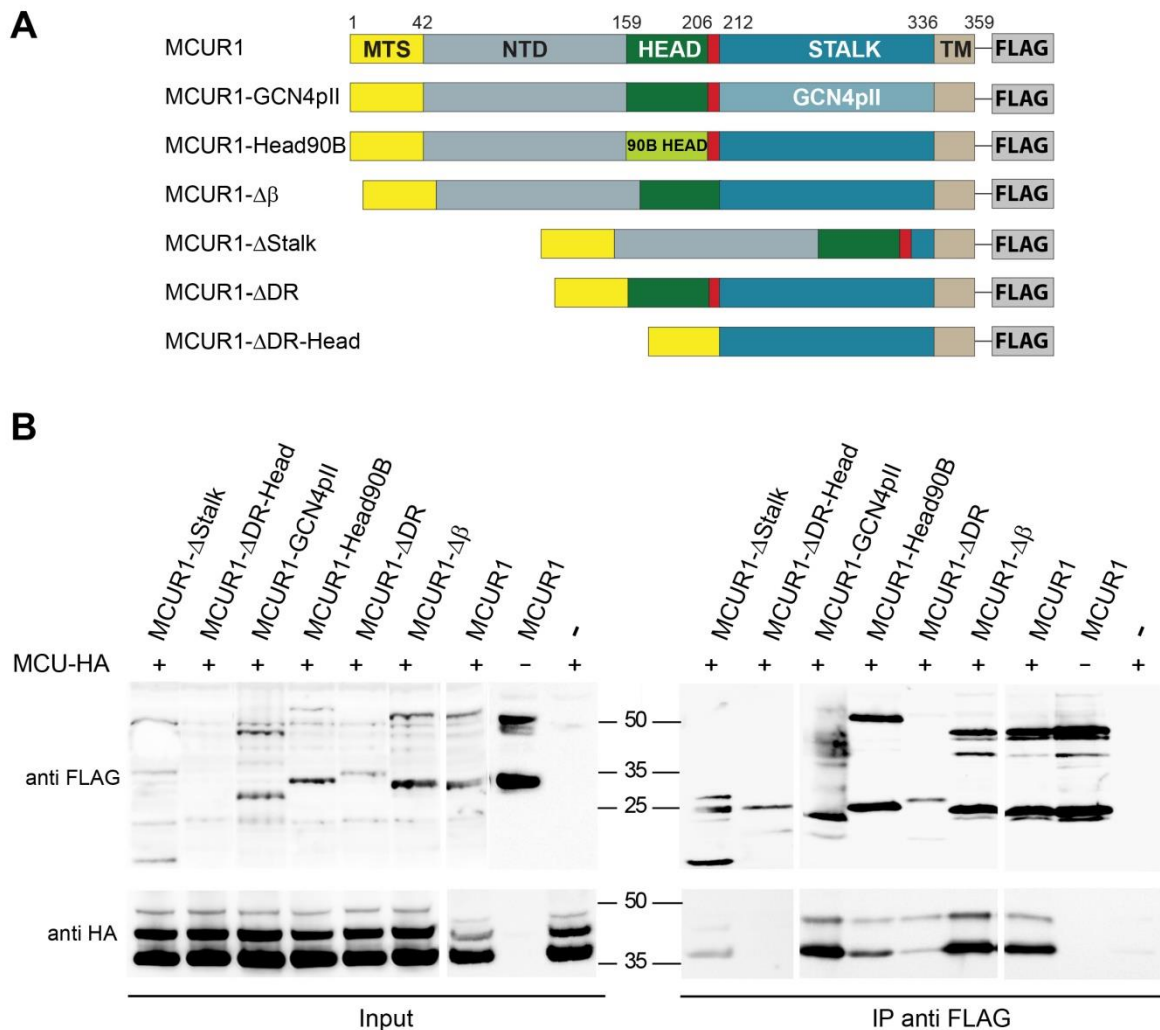 A
1 42 159 206 212 336 359
MCUR1 MTS NTD HEAD STALK TM FLAG
MCUR1-GCN4pII GCN4pII FLAG
MCUR1-Head90B 90B HEAD FLAG
MCUR1-Δβ FLAG
MCUR1-ΔStalk FLAG
MCUR1-ΔDR FLAG
MCUR1-ΔDR-Head FLAG
B
MCUR1-ΔStalk
MCUR1-ΔDR-Head
MCUR1-GCN4pII
MCUR1-Head90B
MCUR1-ΔDR
MCUR1-Δβ
MCUR1
MCUR1
-
MCUR1-ΔStalk
MCUR1-ΔDR-Head
MCUR1-GCN4pII
MCUR1-Head90B
MCUR1-ΔDR
MCUR1-Δβ
MCUR1
MCUR1
-
MCU-HA + + + + + + + – + + + + + + + + – +
50
anti FLAG 35
25
50
anti HA
35
Input IP anti FLAG